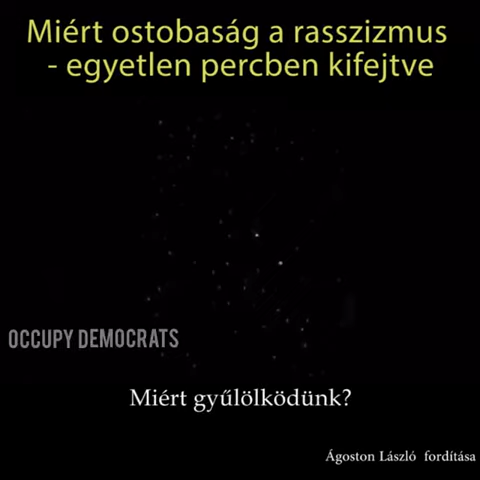 Miért ostobaság a rasszizmus
- egyetlen percben kifejtve
OCCUPY DEMOCRATS
Miért gyűlölködünk?
Ágoston László fordítása